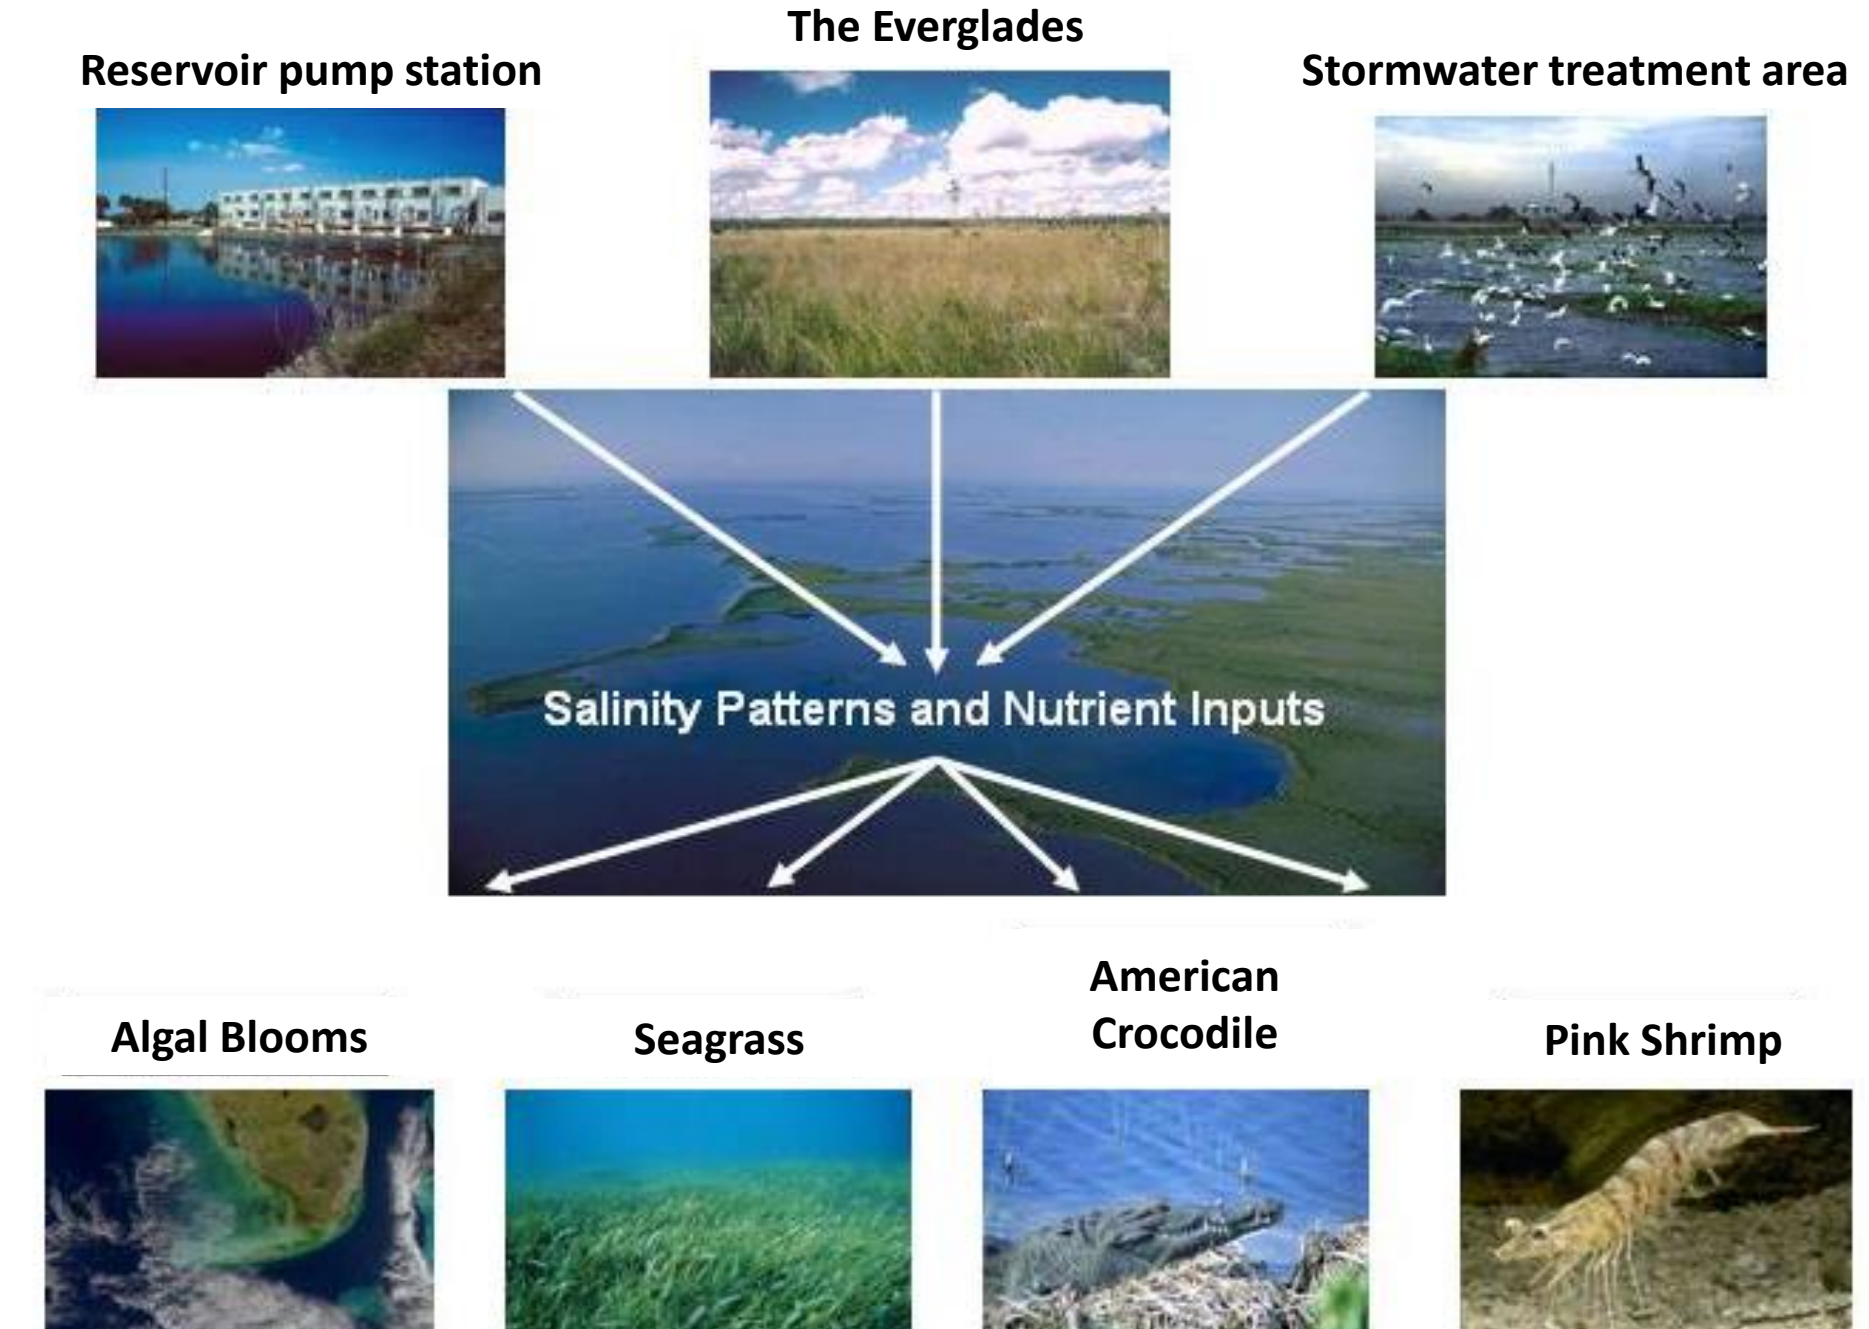 The Everglades
Reservoir pump station
Stormwater treatment area
Salinity Patterns and Nutrient Inputs
American
Crocodile
Algal Blooms
Seagrass
Pink Shrimp